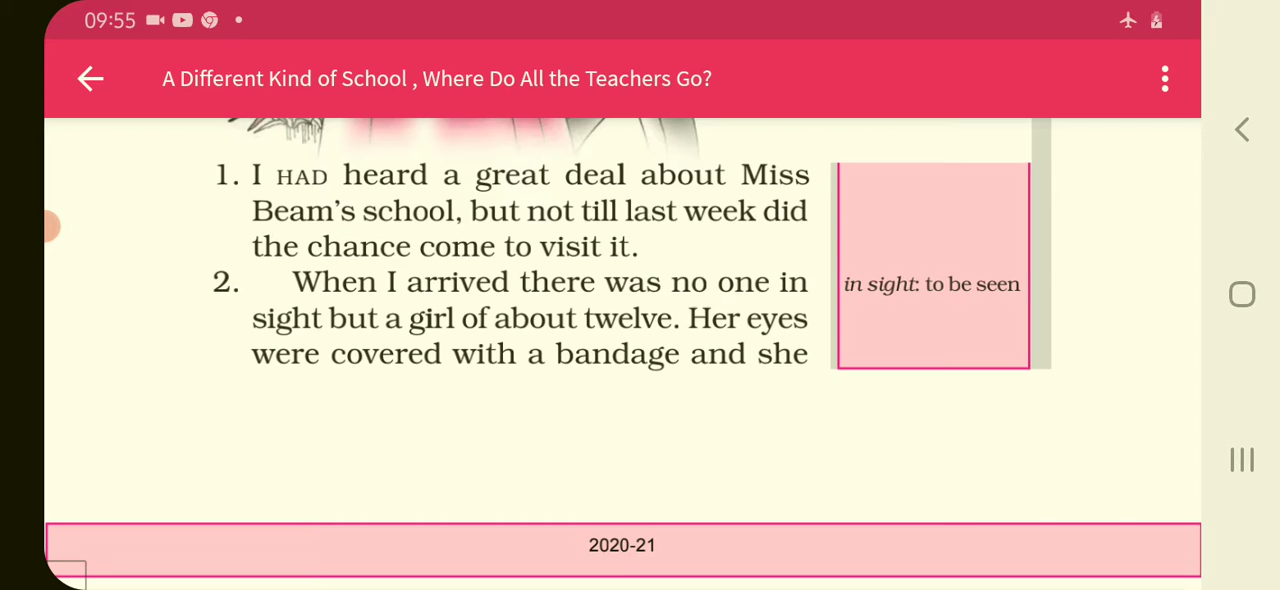 09:55
A Different Kind of School , Where Do All the Teachers Go?
1. I HAD heard a great deal about Miss
Beam’s school, but not till last week did
the chance come to visit it.
2. When I arrived there was no one in
sight but a girl of about twelve. Her eyes
were covered with a bandage and she
in sight: to be seen
2020-21